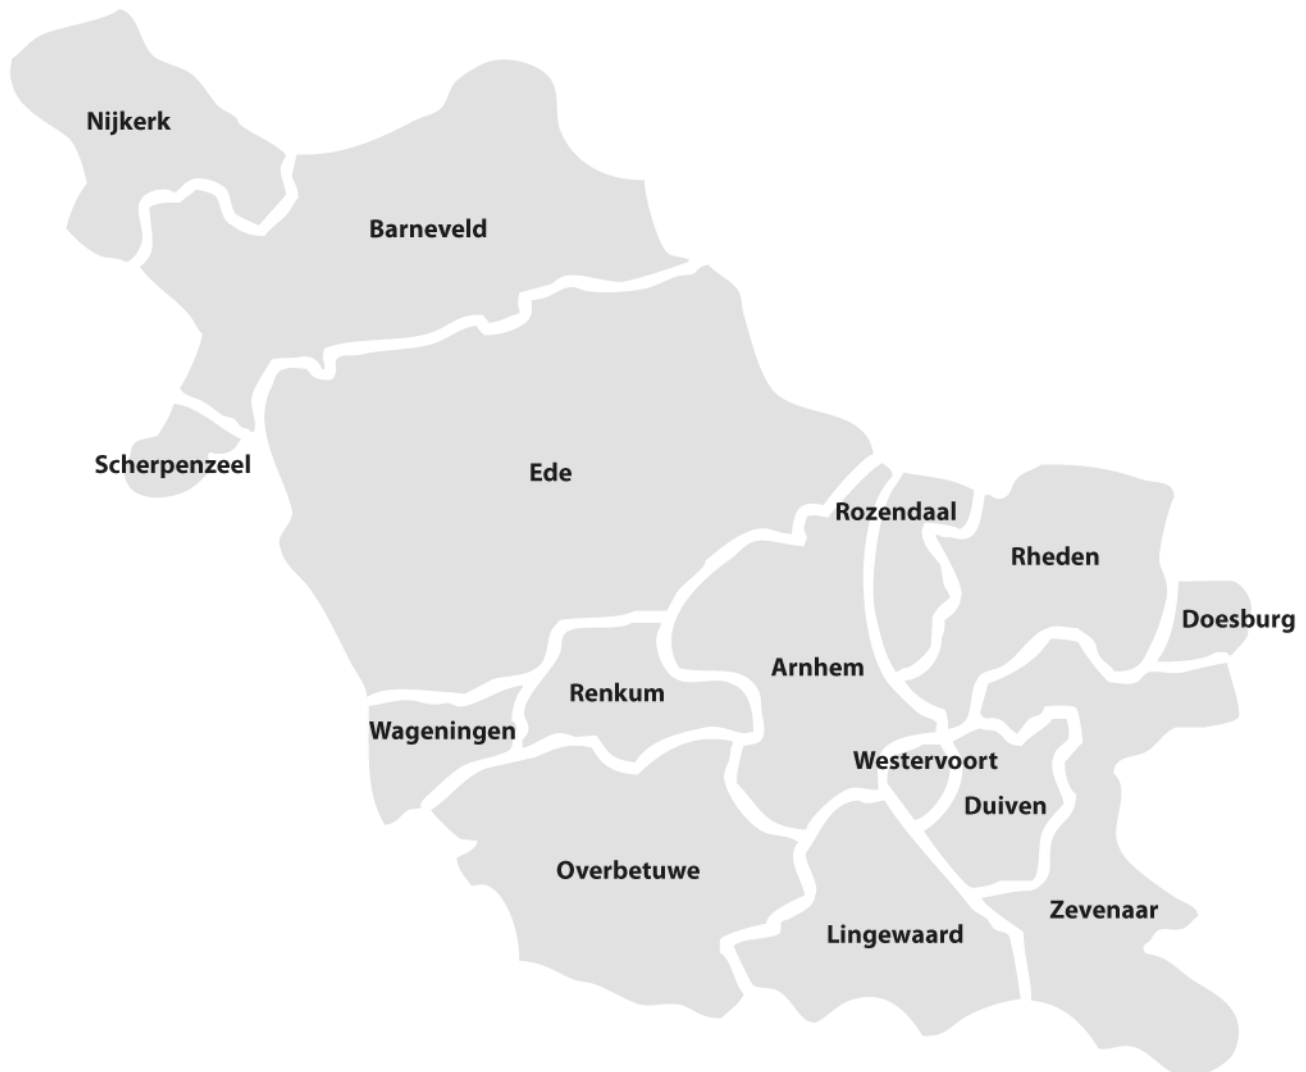 Nijkerk
Barneveld
Scherpenzeel
Ede
Rozendaal
Rheden
Doesburg
Arnhem
Renkum
Wageningen
Westervoort
Duiven
Overbetuwe
Zevenaar
Lingewaard